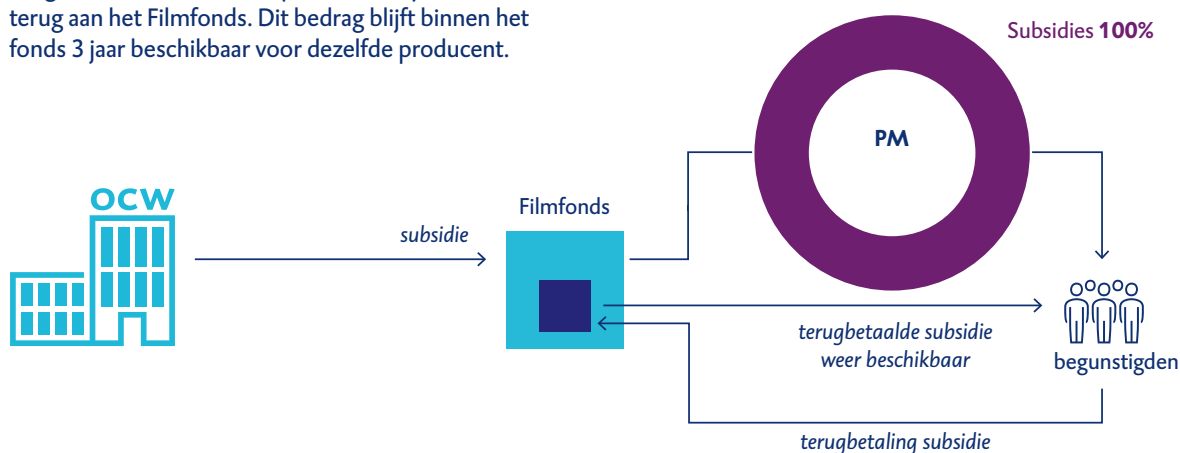 terug aan het Filmfonds. Dit bedrag blijft binnen het
fonds 3 jaar beschikbaar voor dezelfde producent.
Subsidies 100%
PM
OCW
Filmfonds
subsidie
terugbetaalde subsidie
weer beschikbaar
begunstigden
terugbetaling subsidie